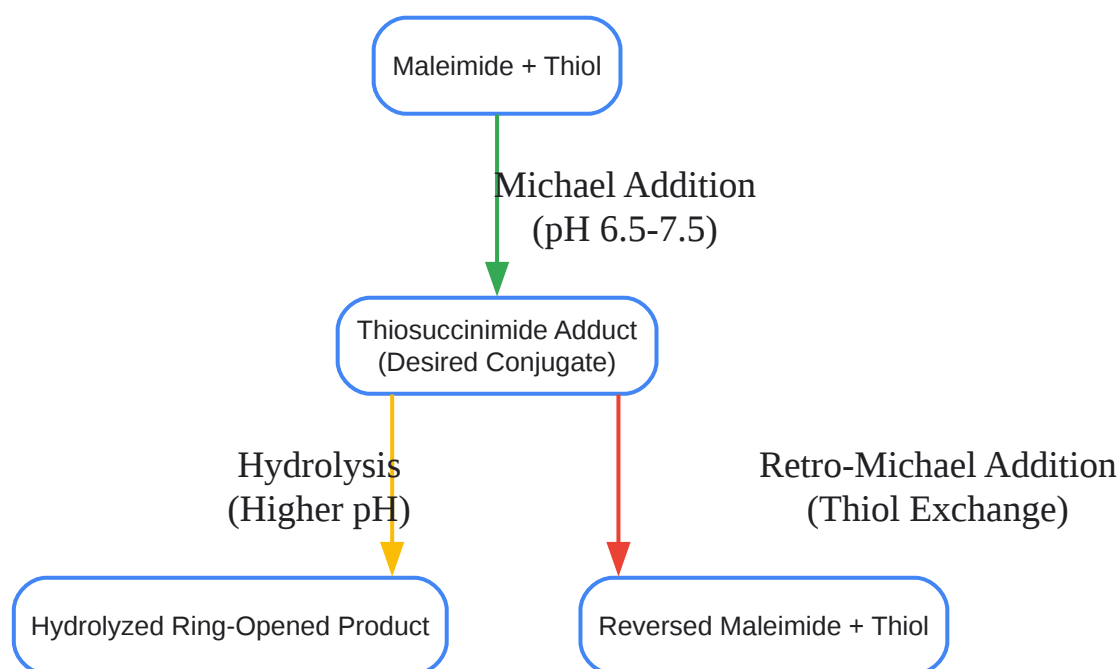 Maleimide + Thiol
Michael Addition
(pH 6.5-7.5)
Thiosuccinimide Adduct
(Desired Conjugate)
Hydrolysis
(Higher pH)
Retro-Michael Addition
(Thiol Exchange)
Hydrolyzed Ring-Opened Product
Reversed Maleimide + Thiol